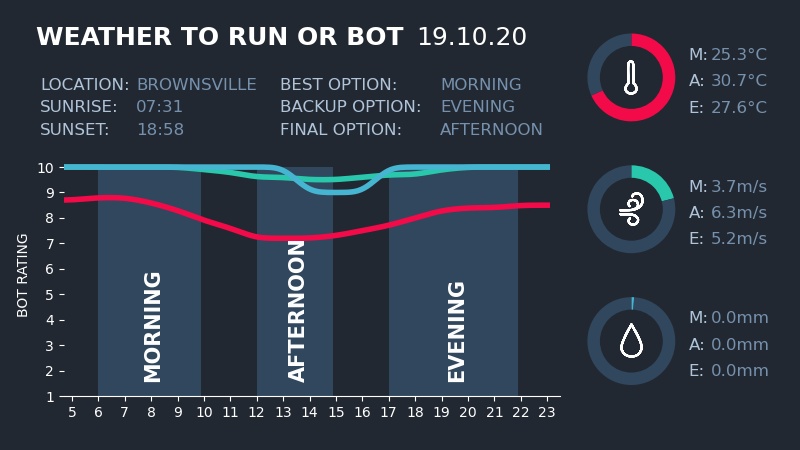 WEATHER TO RUN OR BOT 19.10.20
LOCATION: BROWNSVILLE BEST OPTION: MORNING
SUNRISE: 07:31 BACKUP OPTION: EVENING
SUNSET: 18:58 FINAL OPTION: AFTERNOON
M: 25.3°C
A: 30.7°C
E: 27.6°C
M: 3.7m/s
A: 6.3m/s
E: 5.2m/s
M: 0.0mm
A: 0.0mm
E: 0.0mm
BOT RATING
10
9
8
7
6
5
4
3
2
1
MORNING
AFTERNOON
EVENING
5 6 7 8 9 10 11 12 13 14 15 16 17 18 19 20 21 22 23